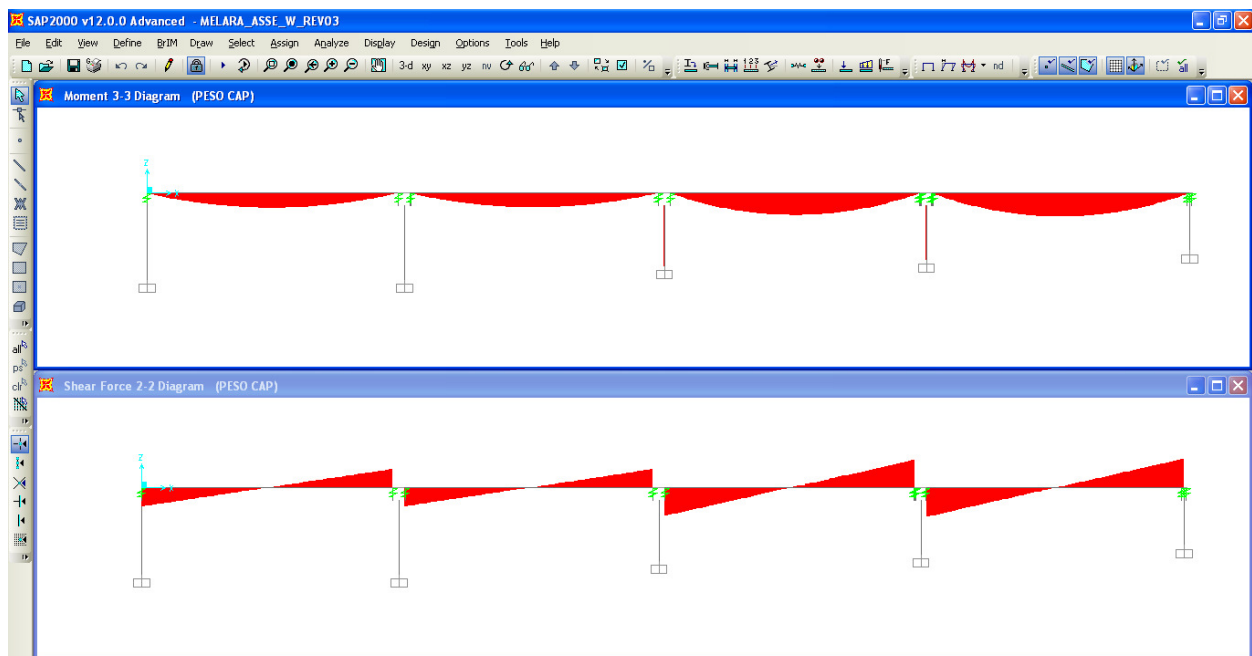 SAP2000 v12.0.0 Advanced - MELARA_ASSE_W_REV03
File Edit View Define BrIM Draw Select Assign Analyze Display Design Options Tools Help
3-d xy xz yz nv
nd
all
Moment 3-3 Diagram (PESO CAP)
Z
X
all
ps
clr
Shear Force 2-2 Diagram (PESO CAP)
Z